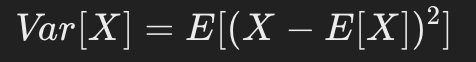 Var[X] = E[(X − E[X])²]